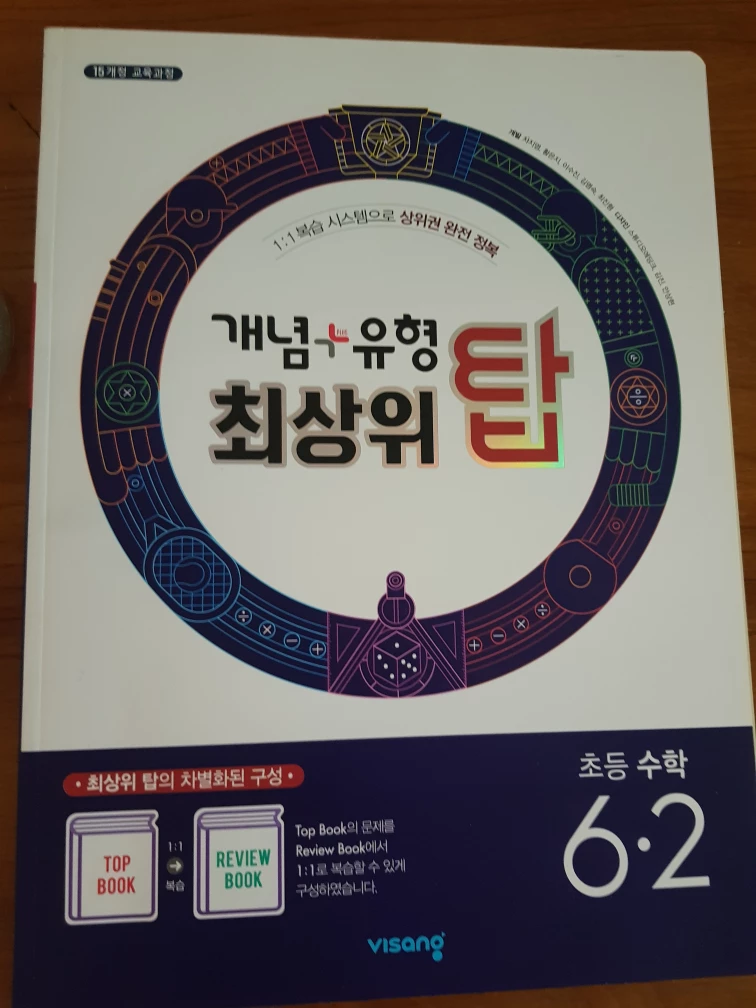 15개정 교육과정
1:1 복습 시스템으로 상위권 완전 정복
개념+유형
최상위 탑
• 최상위 탑의 차별화된 구성 •
TOP
BOOK
1:1
복습
REVIEW
BOOK
Top Book의 문제를
Review Book에서
1:1로 복습할 수 있게
구성하였습니다.
초등 수학
6·2
visang